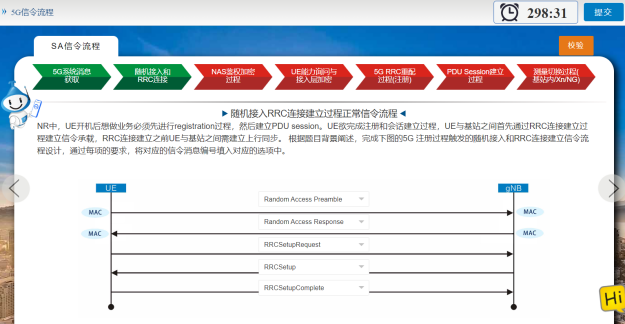 » 5G信令流程
298:31
提交
SA信令流程
校验
5G系统消息
获取
随机接入和
RRC连接
NAS鉴权加密
过程
UE能力询问与
接入层加密
5G RRC重配
过程(注册)
PDU Session建立
过程
测量切换过程(
基站内/Xn/NG)
随机接入RRC连接建立过程正常信令流程
NR中，UE开机后想做业务必须先进行registration过程，然后建立PDU session。UE欲完成注册和会话建立过程，UE与基站之间首先通过RRC连接建立过
程建立信令承载，RRC连接建立之前UE与基站之间需建立上行同步。 根据题目背景阐述，完成下图的5G 注册过程触发的随机接入和RRC连接建立信令流
程设计，通过每项的要求，将对应的信令消息编号填入对应的选项中。
UE
gNB
Random Access Preamble
MAC
MAC
Random Access Response
MAC
MAC
RRCSetupRequest
RRCSetup
RRCSetupComplete
Hi